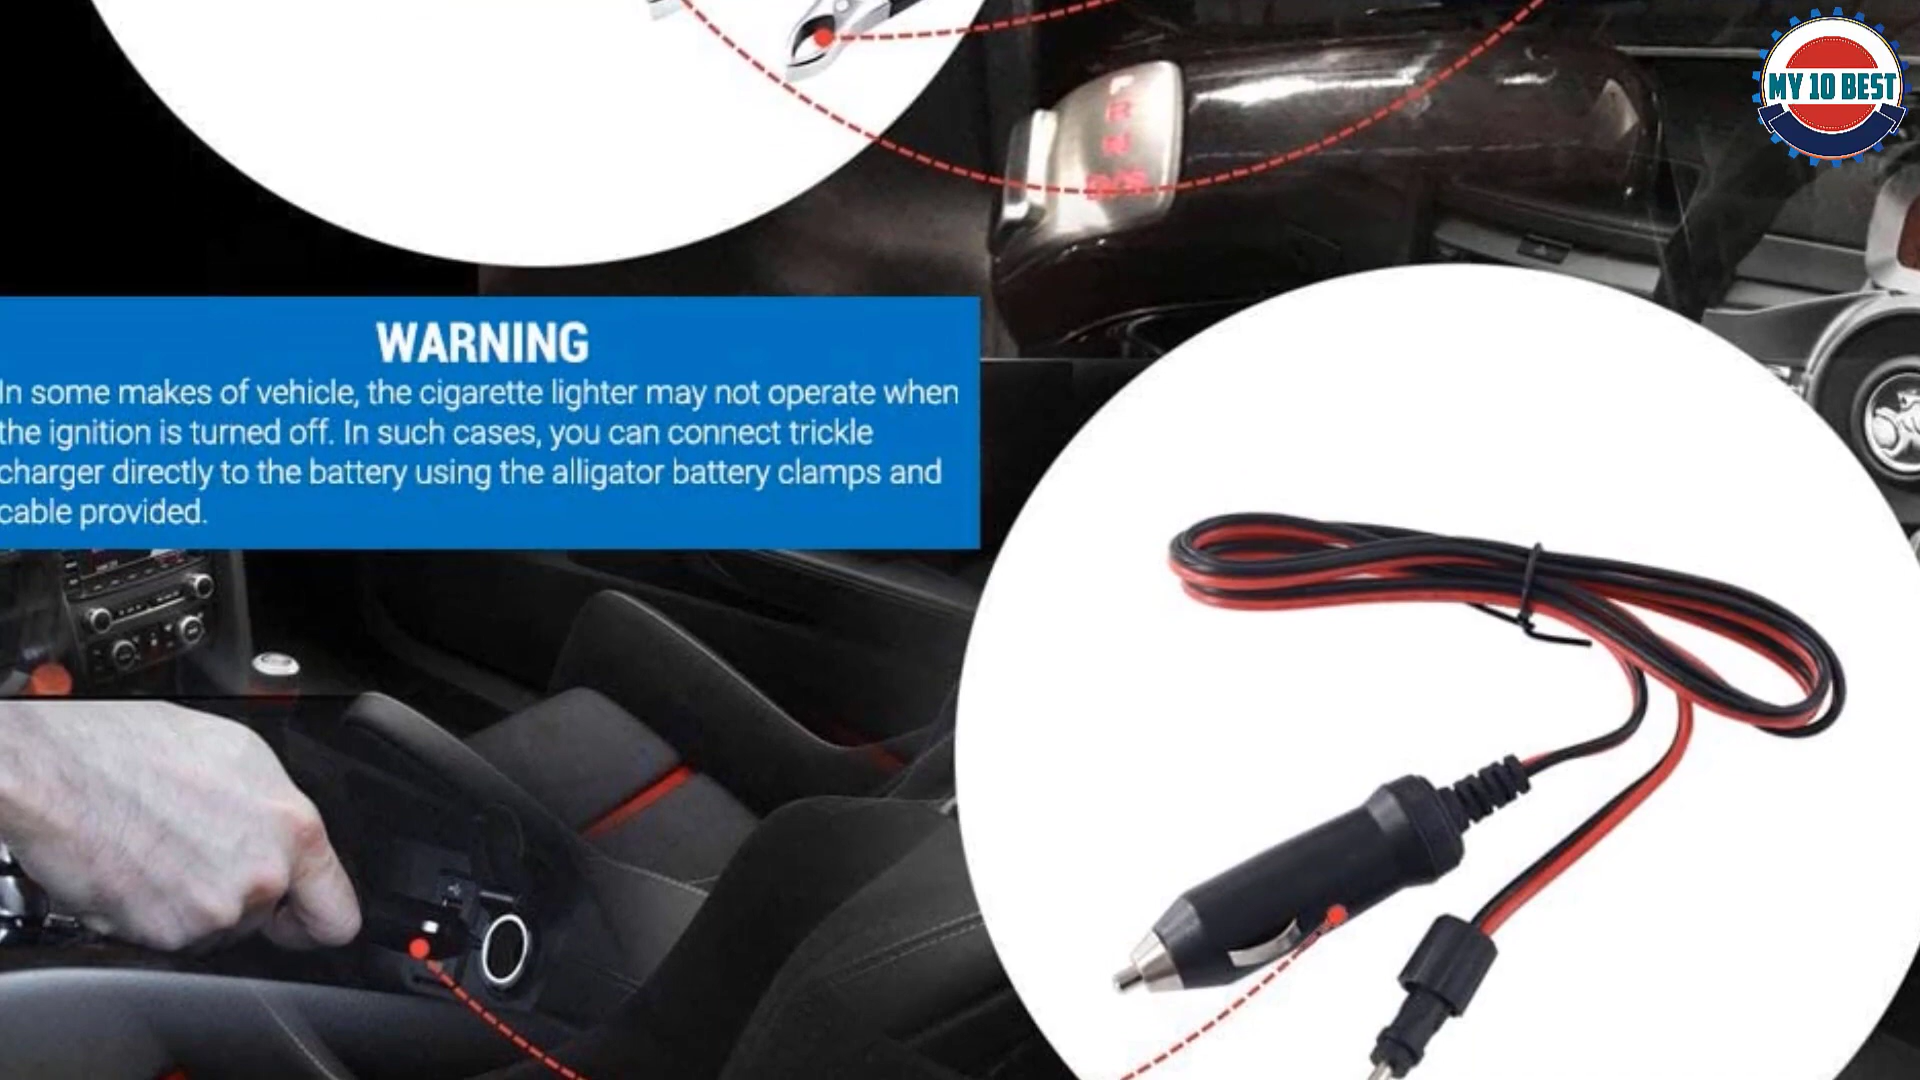 MY 10 BEST
P
R
N
D/S
WARNING
In some makes of vehicle, the cigarette lighter may not operate when
the ignition is turned off. In such cases, you can connect trickle
charger directly to the battery using the alligator battery clamps and
cable provided.